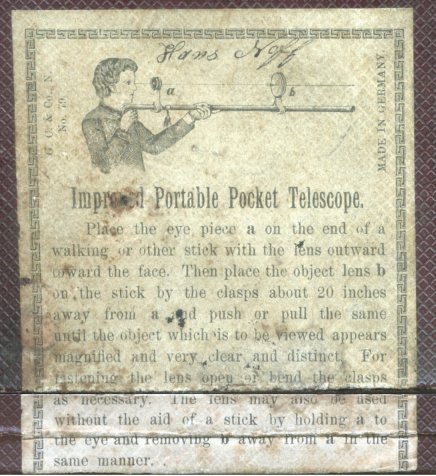 Hans
G. C. & Co., N.
No. 79.
a
b
MADE IN GERMANY
Improved Portable Pocket Telescope.
Place the eye piece a on the end of a
walking or other stick with the lens outward
toward the face. Then place the object lens b
on the stick by the clasps about 20 inches
away from a and push or pull the same
until the object which is to be viewed appears
magnified and very clear and distinct. For
fastening the lens open or bend the clasps
as necessary. The lens may also be used
without the aid of a stick by holding a to
the eye and removing b away from a in the
same manner.